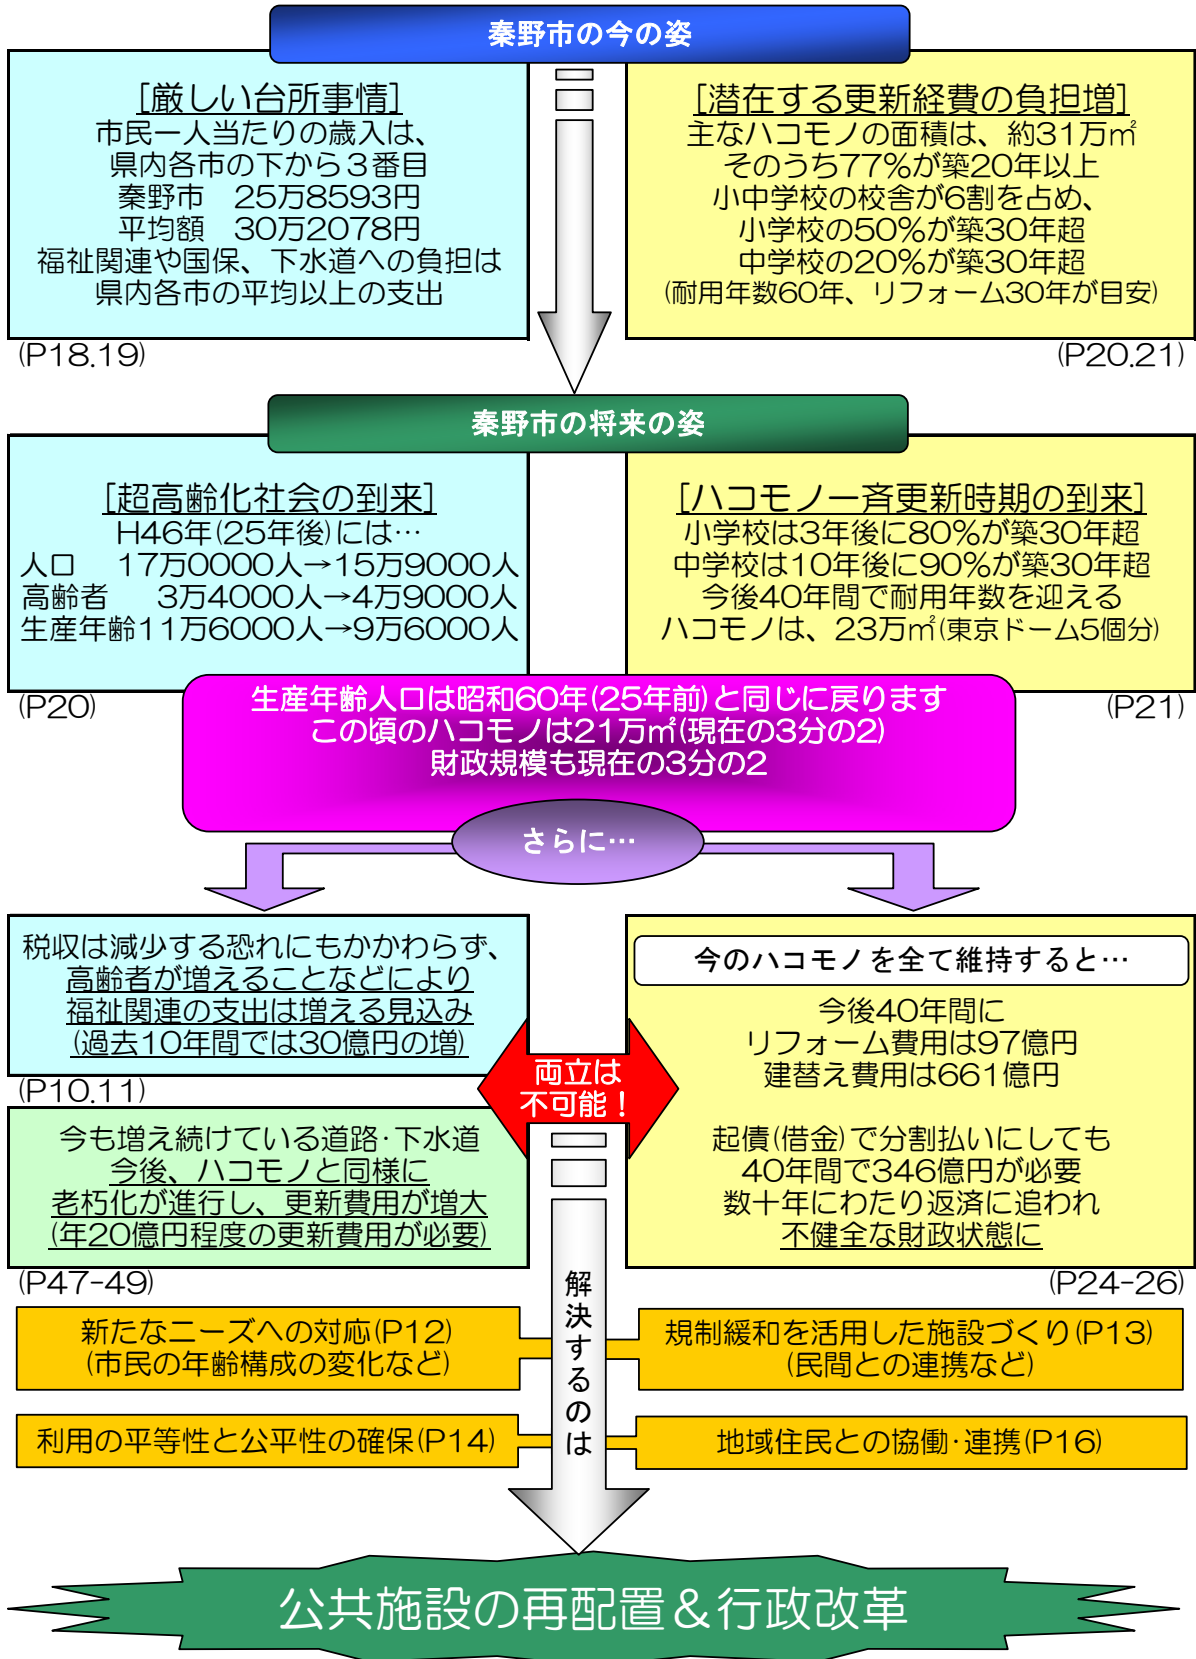 秦野市の今の姿
[厳しい台所事情]
市民一人当たりの歳入は、
県内各市の下から3番目
秦野市 25万8593円
平均額 30万2078円
福祉関連や国保、下水道への負担は
県内各市の平均以上の支出
(P18.19)
[潜在する更新経費の負担増]
主なハコモノの面積は、約31万㎡
そのうち77%が築20年以上
小中学校の校舎が6割を占め、
小学校の50%が築30年超
中学校の20%が築30年超
(耐用年数60年、リフォーム30年が目安)
(P20.21)
秦野市の将来の姿
[超高齢化社会の到来]
H46年(25年後)には…
人口 17万0000人→15万9000人
高齢者 3万4000人→4万9000人
生産年齢11万6000人→9万6000人
(P20)
[ハコモノ一斉更新時期の到来]
小学校は3年後に80%が築30年超
中学校は10年後に90%が築30年超
今後40年間で耐用年数を迎える
ハコモノは、23万㎡(東京ドーム5個分)
(P21)
生産年齢人口は昭和60年(25年前)と同じに戻ります
この頃のハコモノは21万㎡(現在の3分の2)
財政規模も現在の3分の2
さらに…
税収は減少する恐れにもかかわらず、
高齢者が増えることなどにより
福祉関連の支出は増える見込み
(過去10年間では30億円の増)
(P10.11)
今も増え続けている道路・下水道
今後、ハコモノと同様に
老朽化が進行し、更新費用が増大
(年20億円程度の更新費用が必要)
(P47-49)
両立は
不可能!
今のハコモノを全て維持すると…
今後40年間に
リフォーム費用は97億円
建替え費用は661億円
起債(借金)で分割払いにしても
40年間で346億円が必要
数十年にわたり返済に追われ
不健全な財政状態に
(P24-26)
解決するのは
新たなニーズへの対応(P12)
(市民の年齢構成の変化など)
規制緩和を活用した施設づくり(P13)
(民間との連携など)
利用の平等性と公平性の確保(P14)
地域住民との協働・連携(P16)
公共施設の再配置&行政改革